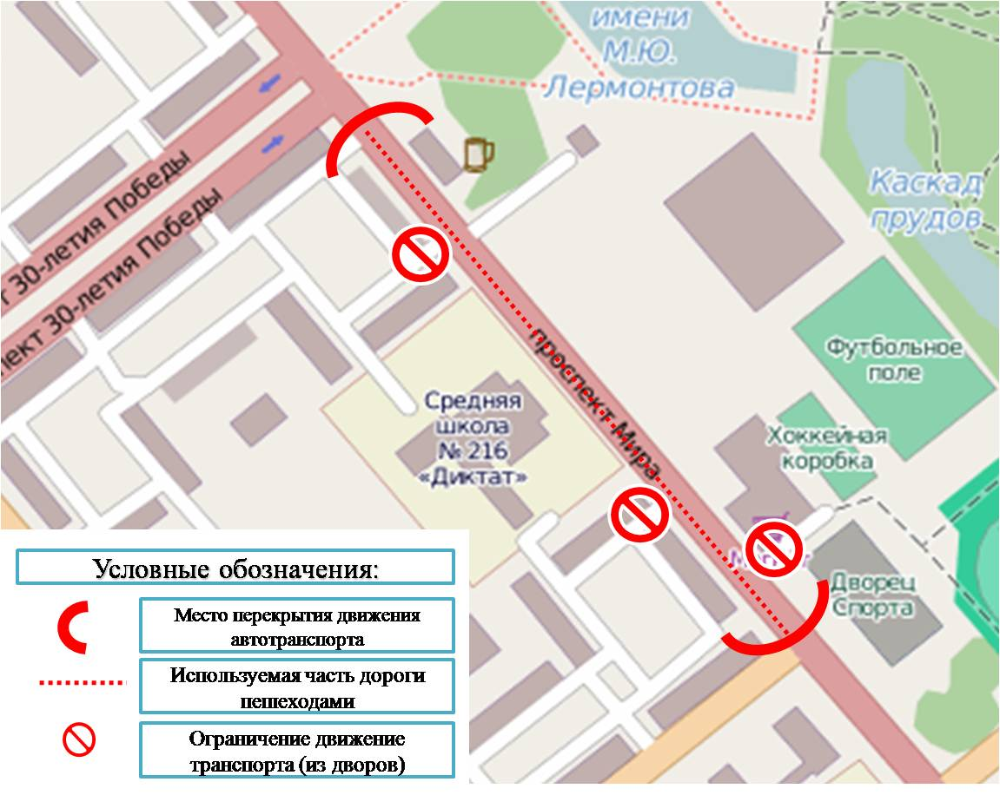 имени
М.Ю.
Лермонтова
Каскад
прудов
т 30-летия Победы
пект 30-летия Победы
проспект Мира
Футбольное
поле
Хоккейная
коробка
Средняя
школа
№ 216
«Диктат»
Дворец
Спорта
Условные обозначения:
Место перекрытия движения
автотранспорта
Используемая часть дороги
пешеходами
Ограничение движение
транспорта (из дворов)